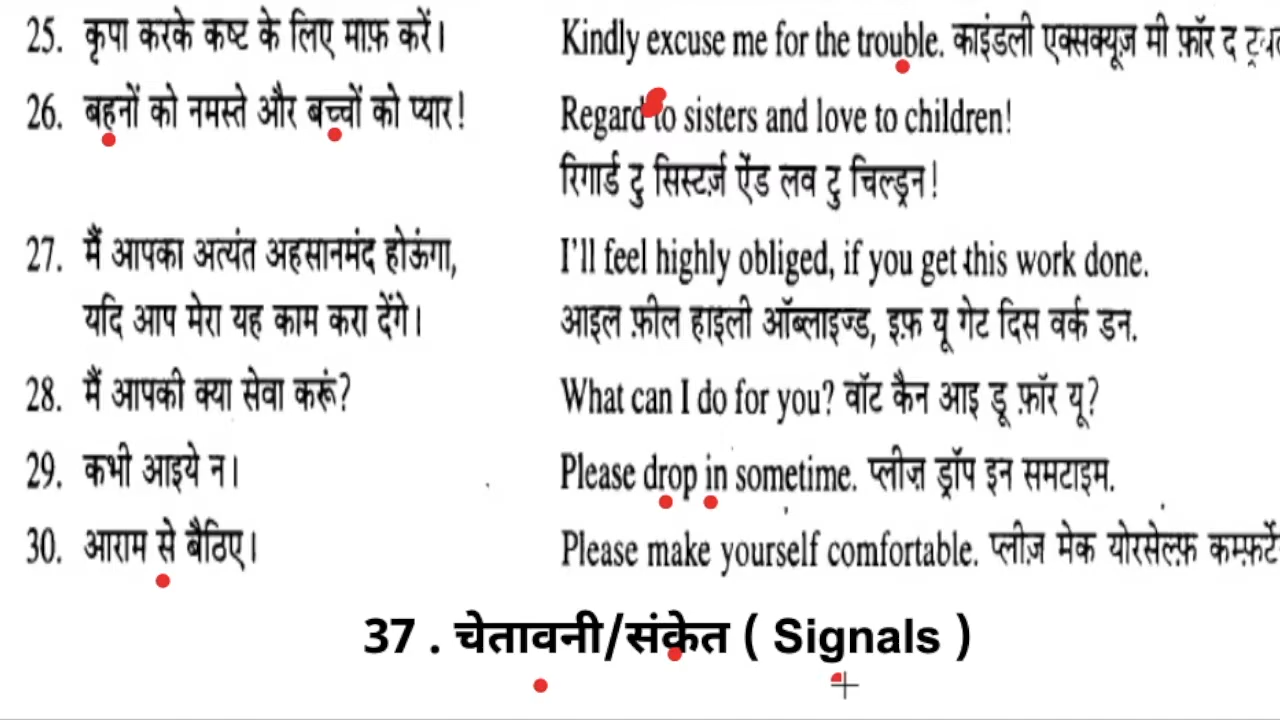 25. कृपा करके कष्ट के लिए माफ़ करें। Kindly excuse me for the trouble. काइंडली एक्सक्यूज़ मी फ़ॉर द
26. बहनों को नमस्ते और बच्चों को प्यार! Regard to sisters and love to children!
रिगार्ड टु सिस्टर्ज़ ऐंड लव टु चिल्ड्रन!
27. मैं आपका अत्यंत अहसानमंद होऊंगा, I'll feel highly obliged, if you get this work done.
यदि आप मेरा यह काम करा देंगे। आइल फ़ील हाइली ऑब्लाइज्ड, इफ़ यू गेट दिस वर्क डन.
28. मैं आपकी क्या सेवा करूं? What can I do for you? वॉट कैन आइ डू फ़ॉर यू?
29. कभी आइये न। Please drop in sometime. प्लीज़ ड्रॉप इन समटाइम.
30. आराम से बैठिए। Please make yourself comfortable. प्लीज़ मेक योरसेल्फ़
37 . चेतावनी/संकेत ( Signals )